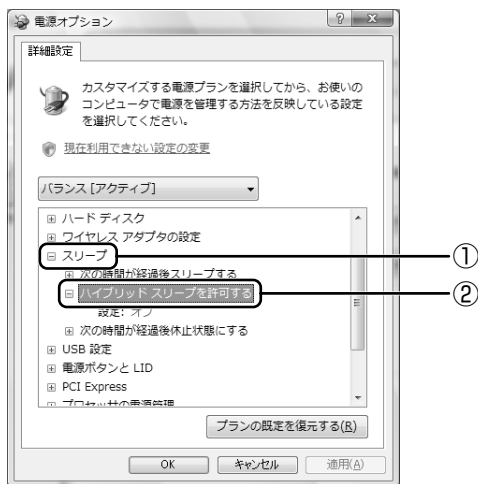 電源オプション
詳細設定
カスタマイズする電源プランを選択してから、お使いの
コンピュータで電源を管理する方法を反映している設定
を選択してください。
現在利用できない設定の変更
バランス [アクティブ]
ハード ディスク
ワイヤレス アダプタの設定
スリープ
①
次の時間が経過後スリープする
ハイブリッド スリープを許可する
②
設定: オフ
次の時間が経過後休止状態にする
USB 設定
電源ボタンと LID
PCI Express
プロセッサの電源管理
プランの既定を復元する(R)
OK
キャンセル
適用(A)